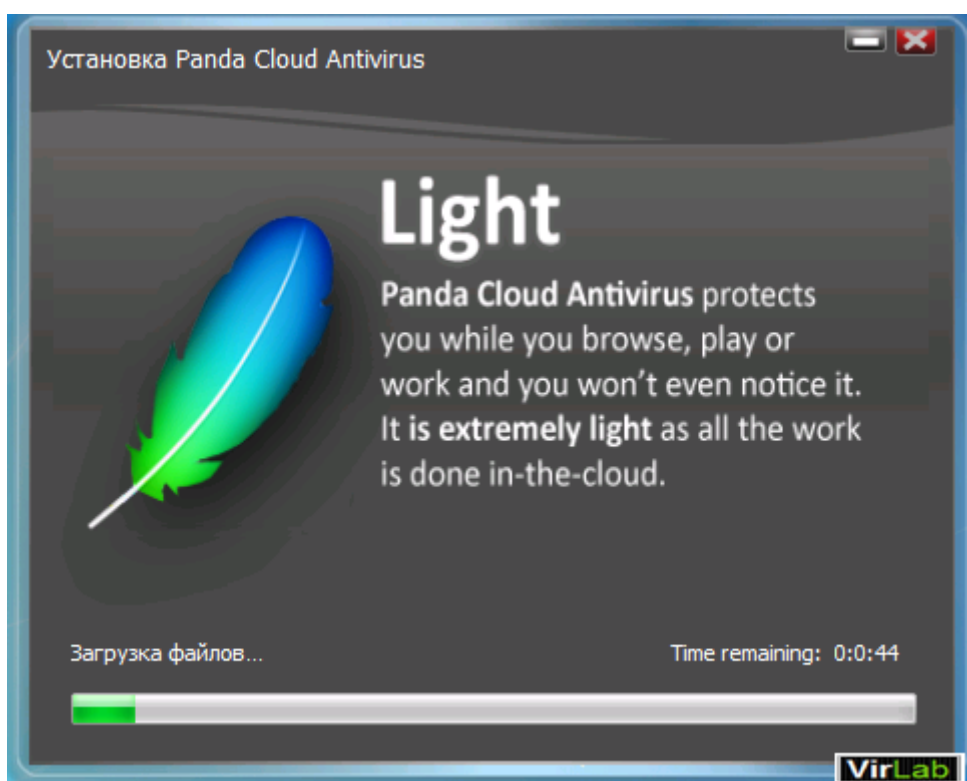 Установка Panda Cloud Antivirus
Light
Panda Cloud Antivirus protects
you while you browse, play or
work and you won't even notice it.
It is extremely light as all the work
is done in-the-cloud.
Загрузка файлов...
Time remaining: 0:0:44
VirLab